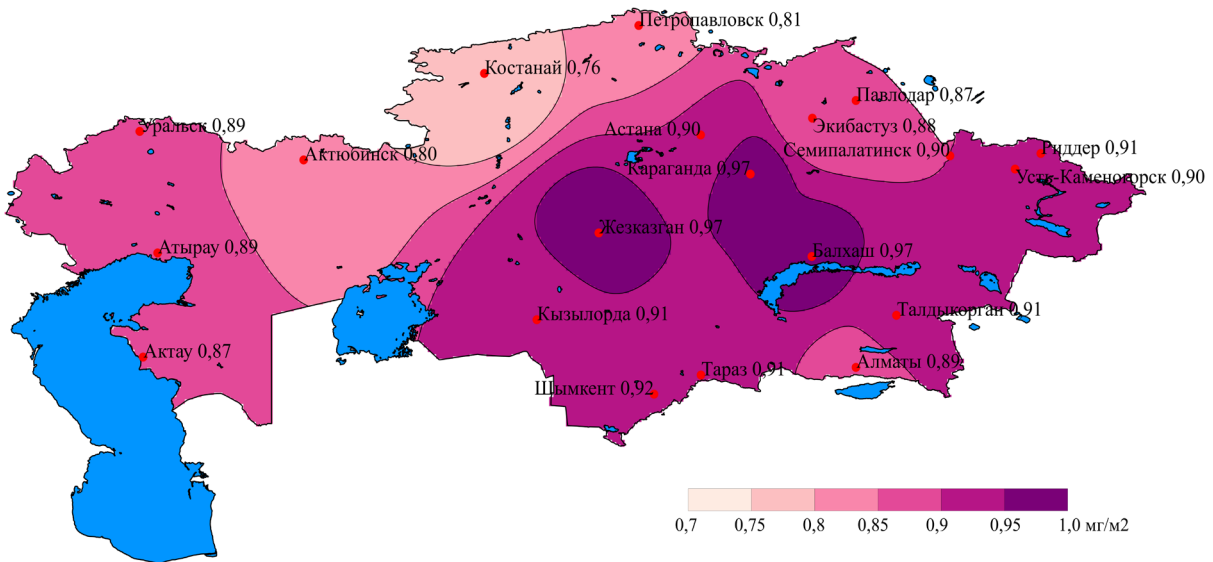 Петропавловск 0,81
Костанай 0,76
Павлодар 0,87
Экибастуз 0,88
Уральск 0,89
Астана 0,90
Актюбинск 0,80
Семипалатинск 0,90
Риддер 0,91
Караганда 0,97
Усть-Каменогорск 0,90
Жезказган 0,97
Атырау 0,89
Балхаш 0,97
Кызылорда 0,91
Талдыкорган 0,91
Актау 0,87
Алматы 0,89
Тараз 0,91
Шымкент 0,92
0,7 0,75 0,8 0,85 0,9 0,95 1,0 мг/м2